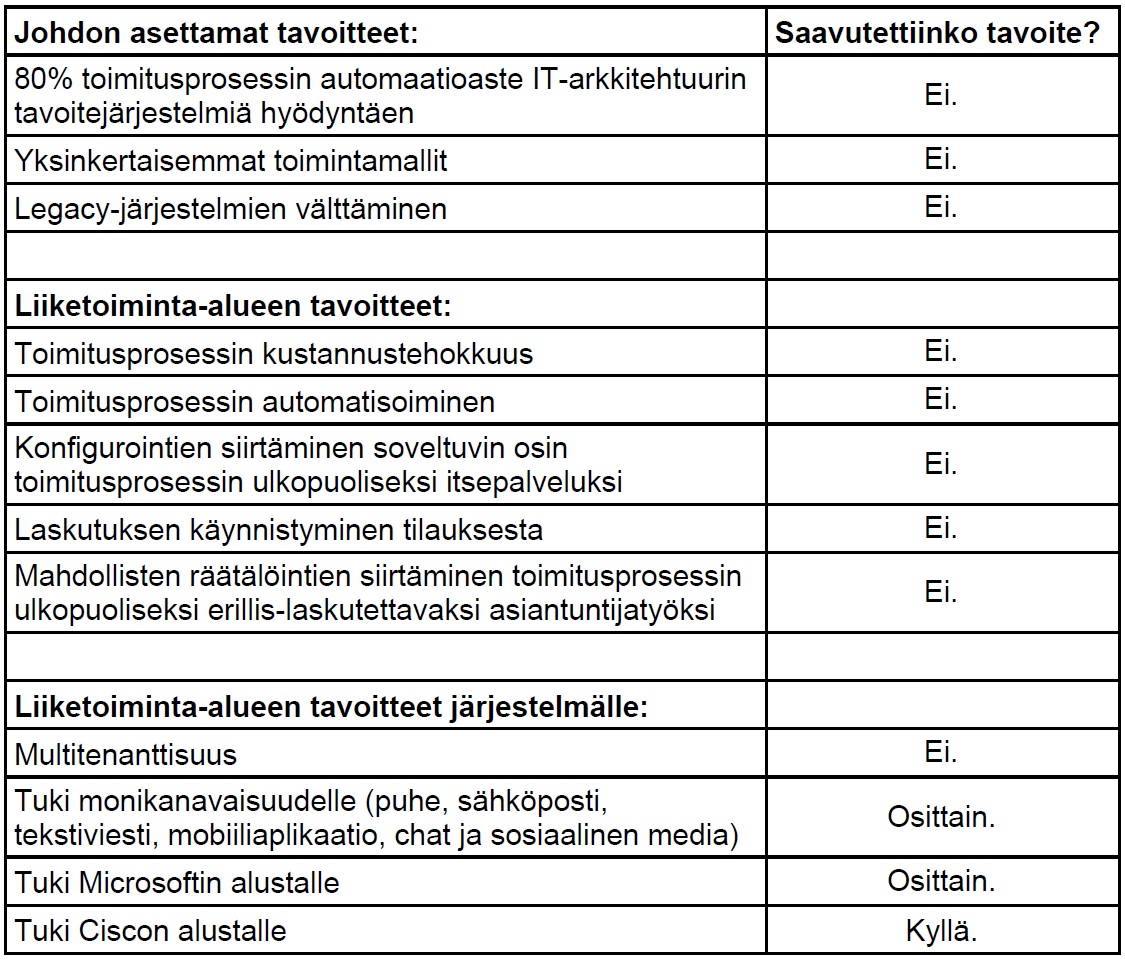 Johdon asettamat tavoitteet: Saavutettiinko tavoite?
80% toimitusprosessin automaatioaste IT-arkkitehtuurin
tavoitejärjestelmiä hyödyntäen
Ei.
Yksinkertaisemmat toimintamallit Ei.
Legacy-järjestelmien välttäminen Ei.
Liiketoiminta-alueen tavoitteet:
Toimitusprosessin kustannustehokkuus Ei.
Toimitusprosessin automatisoiminen Ei.
Konfigurointien siirtäminen soveltuvin osin
toimitusprosessin ulkopuoliseksi itsepalveluksi
Ei.
Laskutuksen käynnistyminen tilauksesta Ei.
Mahdollisten räätälöintien siirtäminen toimitusprosessin
ulkopuoliseksi erillis-laskutettavaksi asiantuntijatyöksi
Ei.
Liiketoiminta-alueen tavoitteet järjestelmälle:
Multitenanttisuus Ei.
Tuki monikanavaisuudelle (puhe, sähköposti,
tekstiviesti, mobiiliaplikaatio, chat ja sosiaalinen media)
Osittain.
Tuki Microsoftin alustalle Osittain.
Tuki Ciscon alustalle Kyllä.